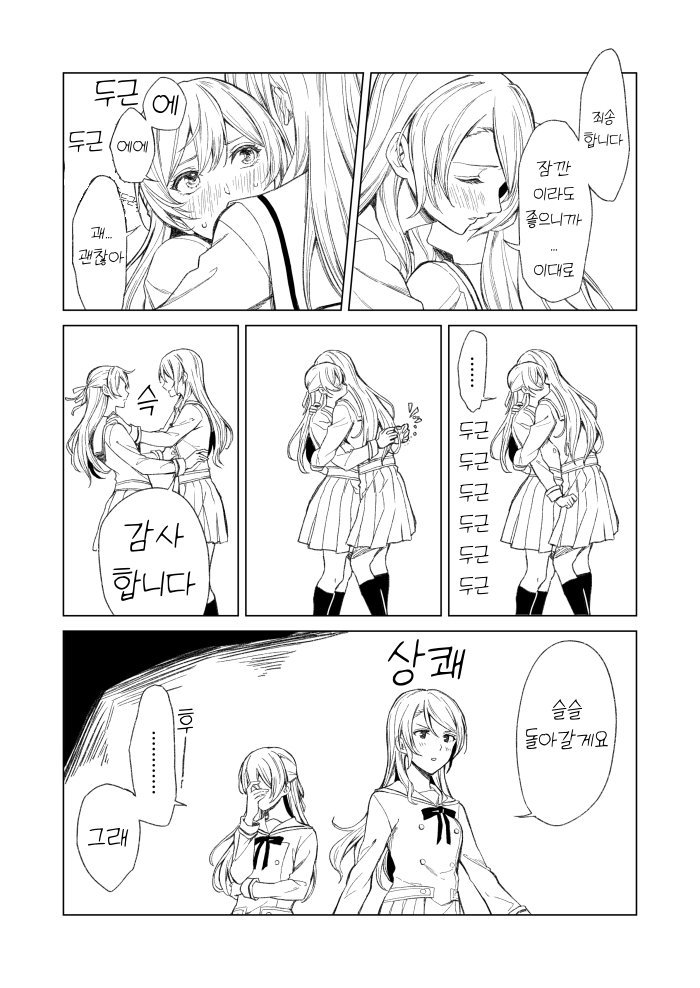 죄송
합니다
잠깐
이라도
좋으니까
...
이대로
에
에에
두근
두근
괘...
괜찮아
........
두근
두근
두근
두근
두근
두근
슥
감사
합니다
상쾌
슬슬
돌아갈게요
후
..........
그래